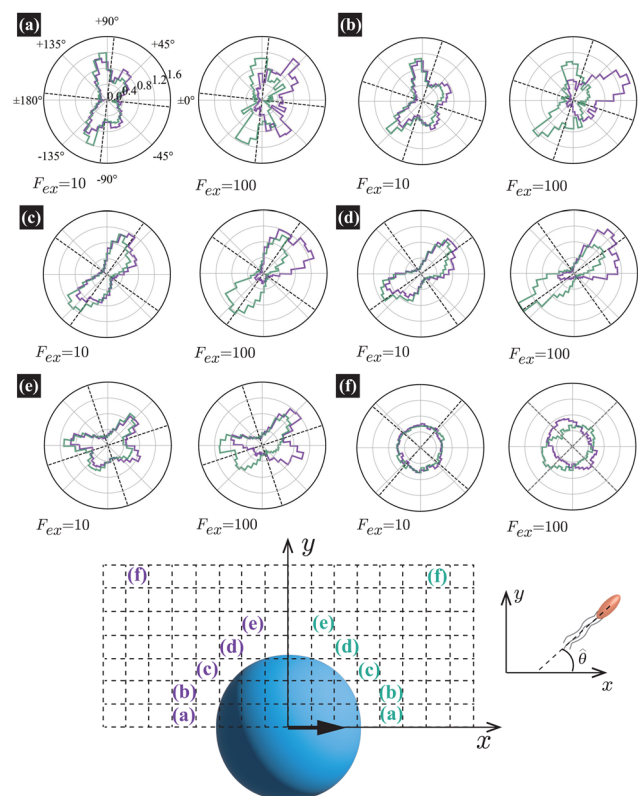 (a)
+90°
+135°
+45°
0.0
0.4
0.8
1.2
1.6
±180°
±0°
-135°
-45°
-90°
F_ex=10
F_ex=100
(b)
F_ex=10
F_ex=100
(c)
F_ex=10
F_ex=100
(d)
F_ex=10
F_ex=100
(e)
F_ex=10
F_ex=100
(f)
F_ex=10
F_ex=100
y
(f) (f)
(e) (e)
(d) (d)
(c) (c)
(b) (b)
(a) (a)
x
y
θ̂
x